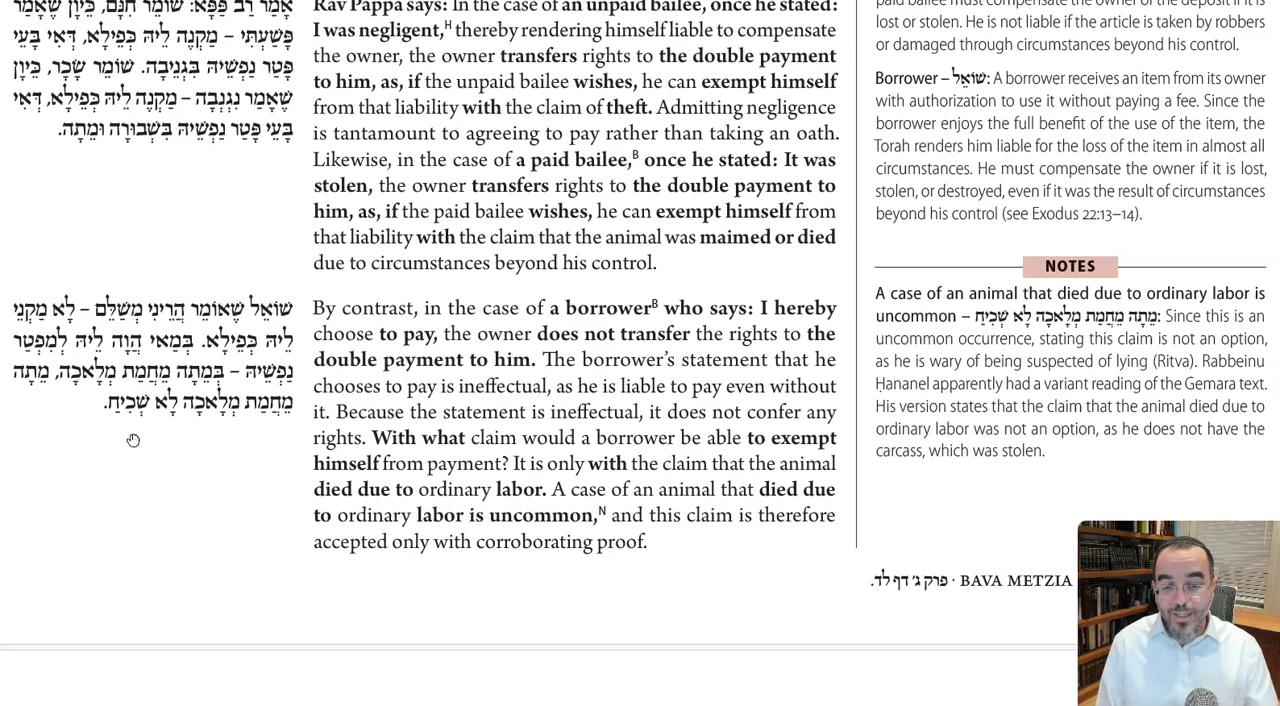 אָמַר רַב פָּפָּא: שׁוֹמֵר חִנָּם, כֵּיוָן שֶׁאָמַר
פָּשַׁעְתִּי – מַקְנֶה לֵיהּ כְּפֵילָא, דְּאִי בָּעֵי
פָּטַר נַפְשֵׁיהּ בִּגְנֵיבָה. שׁוֹמֵר שָׂכָר, כֵּיוָן
שֶׁאָמַר נִגְנְבָה – מַקְנֶה לֵיהּ כְּפֵילָא, דְּאִי
בָּעֵי פָּטַר נַפְשֵׁיהּ בִּשְׁבוּרָה וּמֵתָה.
Rav Pappa says: In the case of an unpaid bailee, once he stated:
I was negligent,ᴴ thereby rendering himself liable to compensate
the owner, the owner transfers rights to the double payment
to him, as, if the unpaid bailee wishes, he can exempt himself
from that liability with the claim of theft. Admitting negligence
is tantamount to agreeing to pay rather than taking an oath.
Likewise, in the case of a paid bailee,ᴮ once he stated: It was
stolen, the owner transfers rights to the double payment to
him, as, if the paid bailee wishes, he can exempt himself from
that liability with the claim that the animal was maimed or died
due to circumstances beyond his control.
שׁוֹאֵל שֶׁאוֹמֵר הֲרֵינִי מְשַׁלֵּם – לָא מַקְנֵי
לֵיהּ כְּפֵילָא. בְּמַאי הֲוָה לֵיהּ לְמִפְטַר
נַפְשֵׁיהּ – בְּמֵתָה מֵחֲמַת מְלָאכָה, מֵתָה
מֵחֲמַת מְלָאכָה לָא שְׁכִיחַ.
By contrast, in the case of a borrowerᴮ who says: I hereby
choose to pay, the owner does not transfer the rights to the
double payment to him. The borrower's statement that he
chooses to pay is ineffectual, as he is liable to pay even without
it. Because the statement is ineffectual, it does not confer any
rights. With what claim would a borrower be able to exempt
himself from payment? It is only with the claim that the animal
died due to ordinary labor. A case of an animal that died due
to ordinary labor is uncommon,ᴺ and this claim is therefore
accepted only with corroborating proof.
paid bailee must compensate the owner of the deposit if it is
lost or stolen. He is not liable if the article is taken by robbers
or damaged through circumstances beyond his control.
Borrower – שׁוֹאֵל: A borrower receives an item from its owner
with authorization to use it without paying a fee. Since the
borrower enjoys the full benefit of the use of the item, the
Torah renders him liable for the loss of the item in almost all
circumstances. He must compensate the owner if it is lost,
stolen, or destroyed, even if it was the result of circumstances
beyond his control (see Exodus 22:13–14).
NOTES
A case of an animal that died due to ordinary labor is
uncommon – מֵתָה מֵחֲמַת מְלָאכָה לָא שְׁכִיחַ: Since this is an
uncommon occurrence, stating this claim is not an option,
as he is wary of being suspected of lying (Ritva). Rabbeinu
Ḥananel apparently had a variant reading of the Gemara text.
His version states that the claim that the animal died due to
ordinary labor was not an option, as he does not have the
carcass, which was stolen.
BAVA METZIA · פרק ג׳ דף לד.